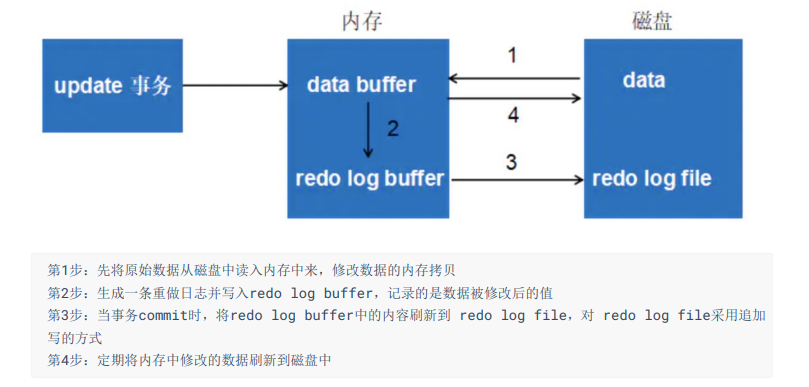 内存
磁盘
update 事务
data buffer
1
data
4
2
redo log buffer
3
redo log file
第1步：先将原始数据从磁盘中读入内存中来，修改数据的内存拷贝
第2步：生成一条重做日志并写入redo log buffer，记录的是数据被修改后的值
第3步：当事务commit时，将redo log buffer中的内容刷新到 redo log file，对 redo log file采用追加
写的方式
第4步：定期将内存中修改的数据刷新到磁盘中